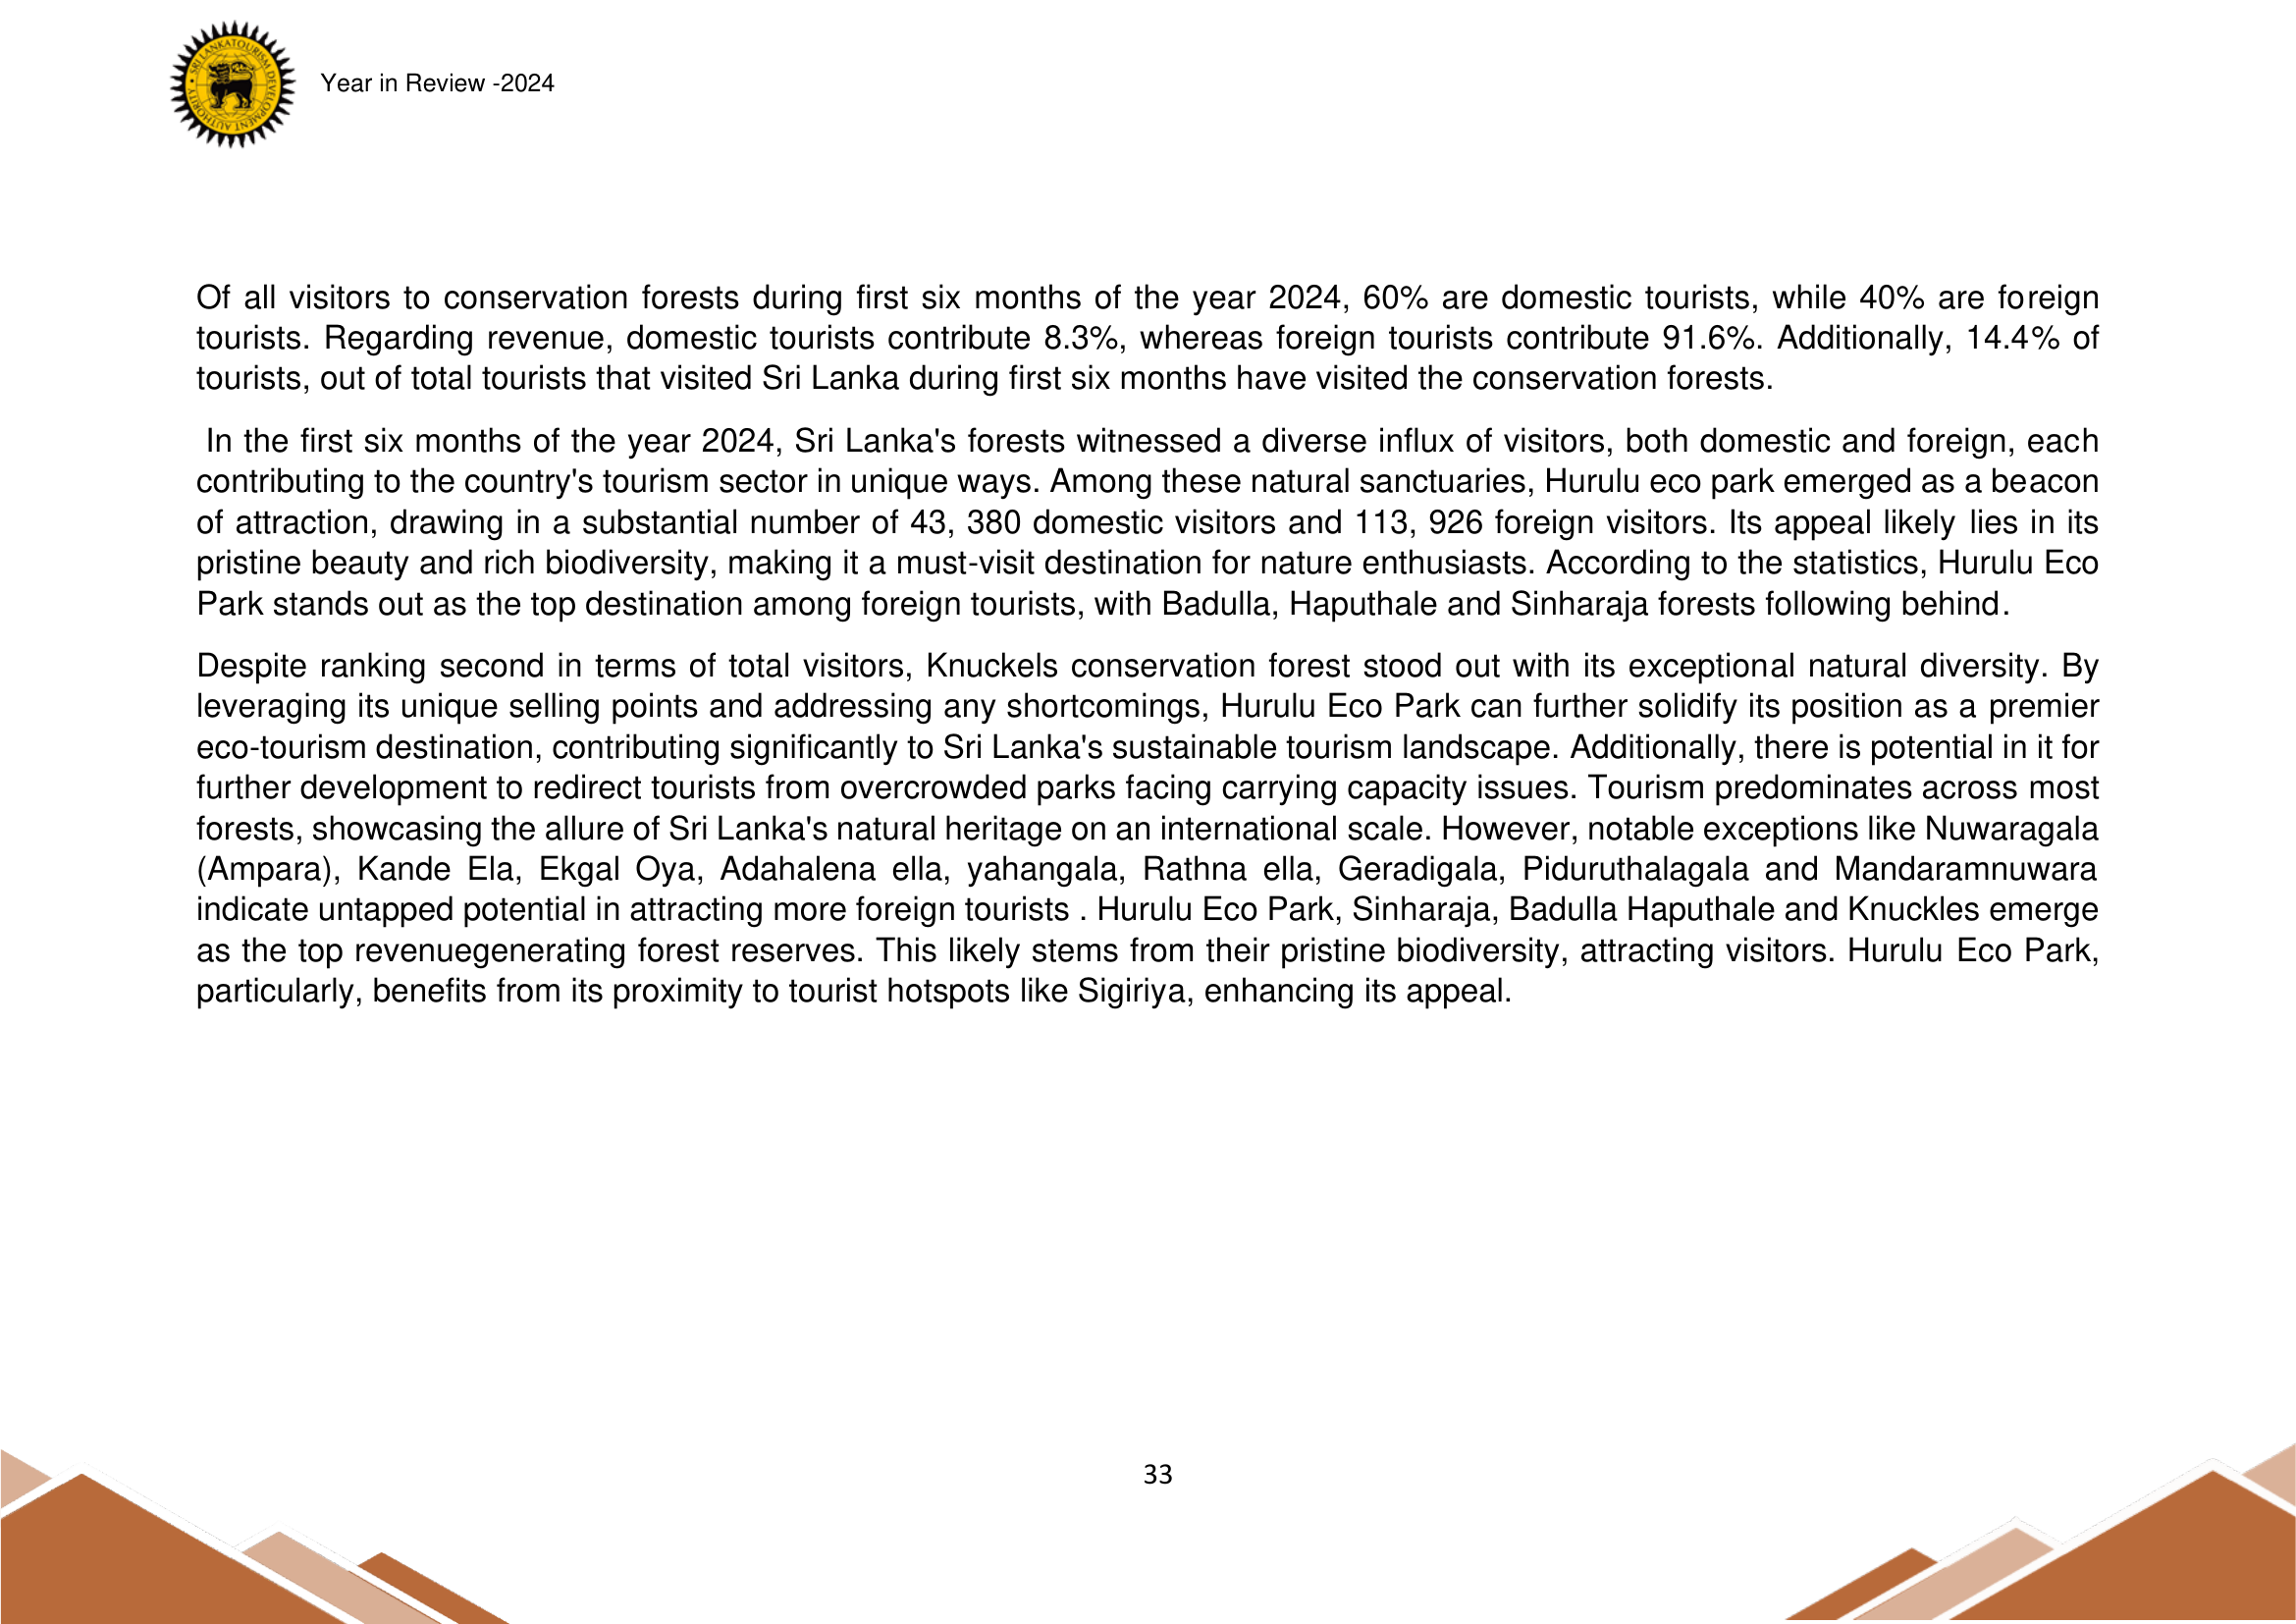 SRI LANKA TOURISM DEVELOPMENT AUTHORITY
Year in Review -2024
Of all visitors to conservation forests during first six months of the year 2024, 60% are domestic tourists, while 40% are foreign
tourists. Regarding revenue, domestic tourists contribute 8.3%, whereas foreign tourists contribute 91.6%. Additionally, 14.4% of
tourists, out of total tourists that visited Sri Lanka during first six months have visited the conservation forests.
In the first six months of the year 2024, Sri Lanka's forests witnessed a diverse influx of visitors, both domestic and foreign, each
contributing to the country's tourism sector in unique ways. Among these natural sanctuaries, Hurulu eco park emerged as a beacon
of attraction, drawing in a substantial number of 43, 380 domestic visitors and 113, 926 foreign visitors. Its appeal likely lies in its
pristine beauty and rich biodiversity, making it a must-visit destination for nature enthusiasts. According to the statistics, Hurulu Eco
Park stands out as the top destination among foreign tourists, with Badulla, Haputhale and Sinharaja forests following behind.
Despite ranking second in terms of total visitors, Knuckels conservation forest stood out with its exceptional natural diversity. By
leveraging its unique selling points and addressing any shortcomings, Hurulu Eco Park can further solidify its position as a premier
eco-tourism destination, contributing significantly to Sri Lanka's sustainable tourism landscape. Additionally, there is potential in it for
further development to redirect tourists from overcrowded parks facing carrying capacity issues. Tourism predominates across most
forests, showcasing the allure of Sri Lanka's natural heritage on an international scale. However, notable exceptions like Nuwaragala
(Ampara), Kande Ela, Ekgal Oya, Adahalena ella, yahangala, Rathna ella, Geradigala, Piduruthalagala and Mandaramnuwara
indicate untapped potential in attracting more foreign tourists . Hurulu Eco Park, Sinharaja, Badulla Haputhale and Knuckles emerge
as the top revenuegenerating forest reserves. This likely stems from their pristine biodiversity, attracting visitors. Hurulu Eco Park,
particularly, benefits from its proximity to tourist hotspots like Sigiriya, enhancing its appeal.
33